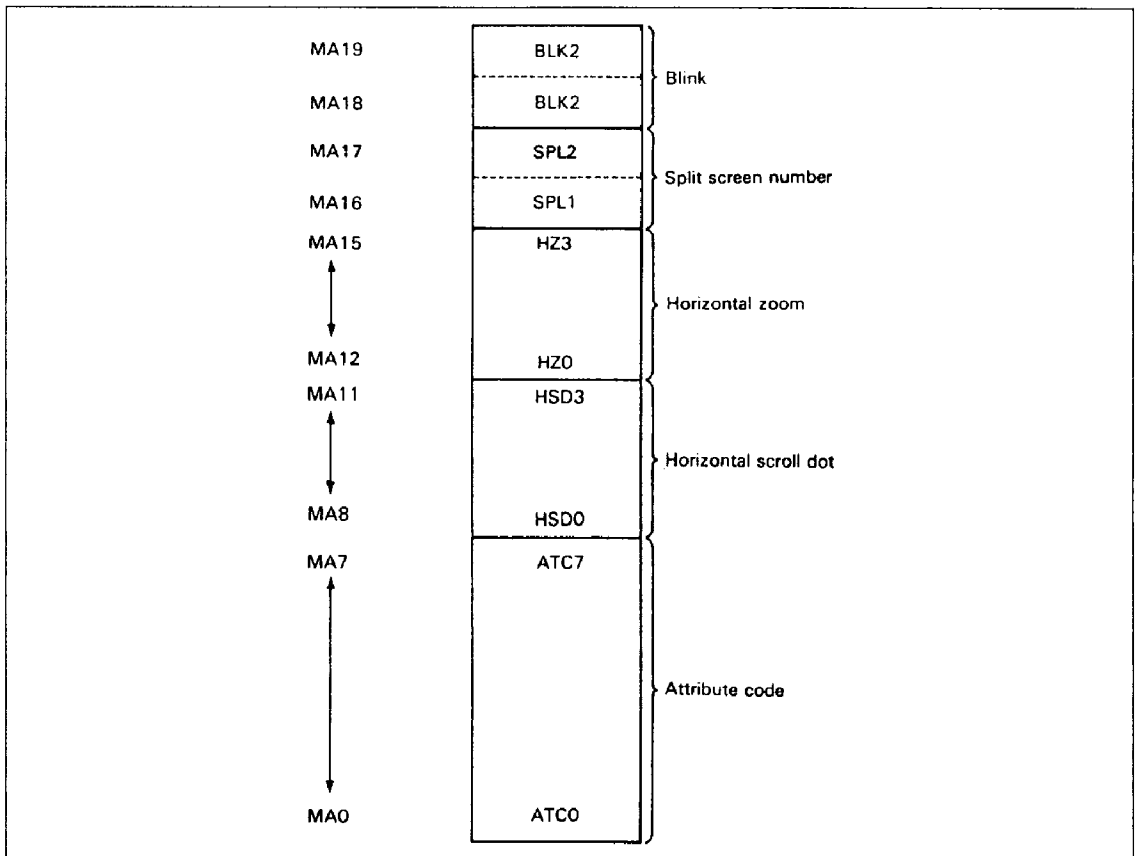 MA19 BLK2
Blink
MA18 BLK2
MA17 SPL2
Split screen number
MA16 SPL1
MA15 HZ3
Horizontal zoom
MA12 HZ0
MA11 HSD3
Horizontal scroll dot
MA8 HSD0
MA7 ATC7
Attribute code
MA0 ATC0